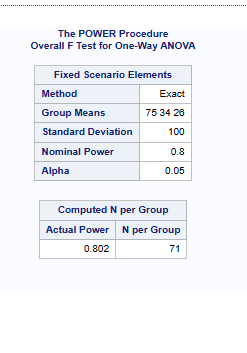 The POWER Procedure
Overall F Test for One-Way ANOVA
Fixed Scenario Elements
Method Exact
Group Means 75 34 26
Standard Deviation 100
Nominal Power 0.8
Alpha 0.05
Computed N per Group
Actual Power N per Group
0.802 71